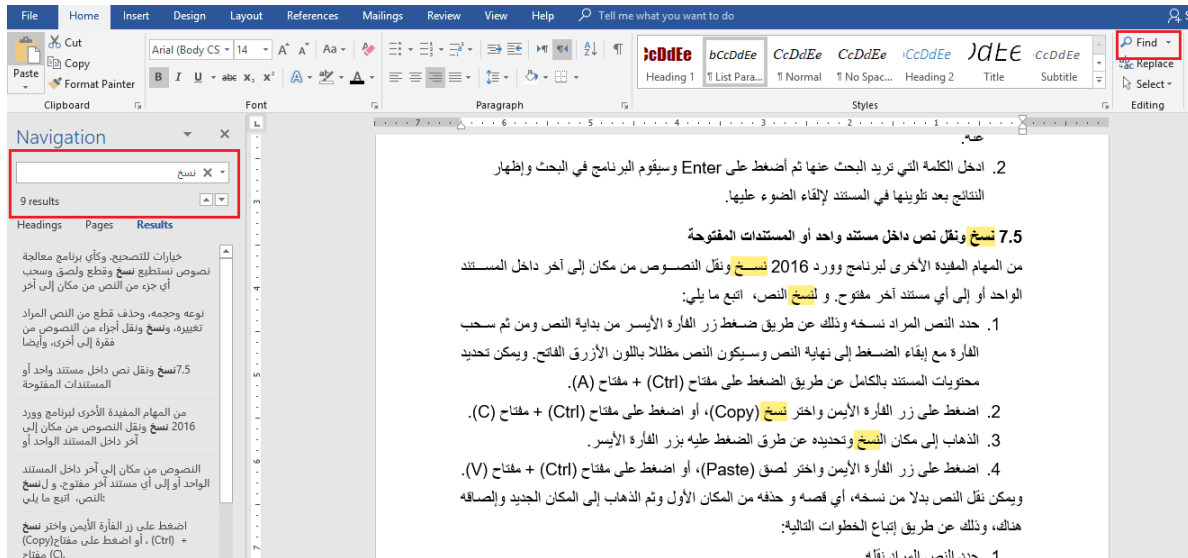 File Home Insert Design Layout References Mailings Review View Help Tell me what you want to do
Cut
Copy
Paste
Format Painter
Clipboard
Arial (Body CS 14
Font
Paragraph
Heading 1
¶ List Para...
¶ Normal
¶ No Spac...
Heading 2
Title
Subtitle
Styles
Find
Replace
Select
Editing
Navigation
نسخ
9 results
Headings Pages Results
خيارات للتصحيح. وكأي برنامج معالجة
نصوص نستطيع نسخ وقطع ولصق وسحب
أي جزء من النص من مكان إلى آخر
نوعه وحجمه، وحذف قطع من النص المراد
تغييره، ونسخ ونقل أجزاء من النصوص من
فقرة إلى أخرى، وأيضا
7.5نسخ ونقل نص داخل مستند واحد أو
المستندات المفتوحة
من المهام المفيدة الأخرى لبرنامج وورد
2016 نسخ ونقل النصوص من مكان إلى
آخر داخل المستند الواحد أو
النصوص من مكان إلى آخر داخل المستند
الواحد أو إلى أي مستند آخر مفتوح. و لنسخ
النص، اتبع ما يلي:
اضغط على زر الفأرة الأيمن واختر نسخ
(Copy)، أو اضغط على مفتاح (Ctrl) +
مفتاح (C).
عنه.
2. ادخل الكلمة التي تريد البحث عنها ثم أضغط على Enter وسيقوم البرنامج في البحث وإظهار
النتائج بعد تلوينها في المستند لإلقاء الضوء عليها.
7.5 نسخ ونقل نص داخل مستند واحد أو المستندات المفتوحة
من المهام المفيدة الأخرى لبرنامج وورد 2016 نسخ ونقل النصوص من مكان إلى آخر داخل المستند
الواحد أو إلى أي مستند آخر مفتوح. و لنسخ النص، اتبع ما يلي:
1. حدد النص المراد نسخه وذلك عن طريق ضغط زر الفأرة الأيسر من بداية النص ومن ثم سحب
الفأرة مع إبقاء الضغط إلى نهاية النص وسيكون النص مظللا باللون الأزرق الفاتح. ويمكن تحديد
محتويات المستند بالكامل عن طريق الضغط على مفتاح (Ctrl) + مفتاح (A).
2. اضغط على زر الفأرة الأيمن واختر نسخ (Copy)، أو اضغط على مفتاح (Ctrl) + مفتاح (C).
3. الذهاب إلى مكان النسخ وتحديده عن طرق الضغط عليه بزر الفأرة الأيسر.
4. اضغط على زر الفأرة الأيمن واختر لصق (Paste)، أو اضغط على مفتاح (Ctrl) + مفتاح (V).
ويمكن نقل النص بدلا من نسخه، أي قصه و حذفه من المكان الأول وثم الذهاب إلى المكان الجديد وإلصاقه
هناك، وذلك عن طريق إتباع الخطوات التالية:
1. حدد النص المراد نقله